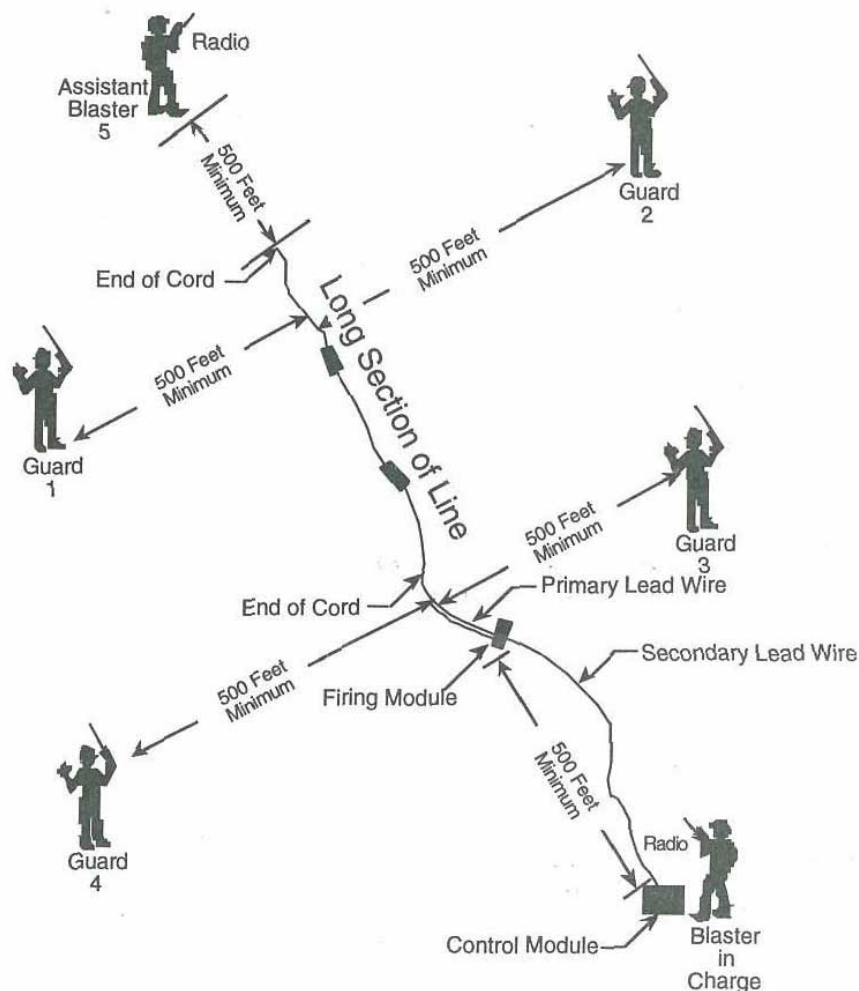 Radio
Assistant
Blaster
5
500 Feet
Minimum
Guard
2
End of Cord
500 Feet
Minimum
Long Section of Line
500 Feet
Minimum
Guard
1
500 Feet
Minimum
Guard
3
End of Cord
Primary Lead Wire
Secondary Lead Wire
500 Feet
Minimum
Firing Module
500 Feet
Minimum
Guard
4
Radio
Control Module
Blaster
in
Charge